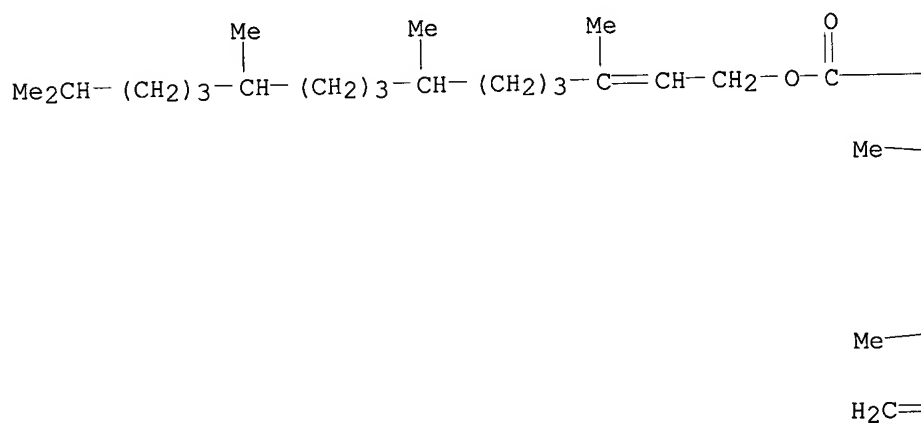 O
Me Me Me
Me2CH-(CH2)3-CH-(CH2)3-CH-(CH2)3-C=CH-CH2-O-C
Me
Me
H2C=